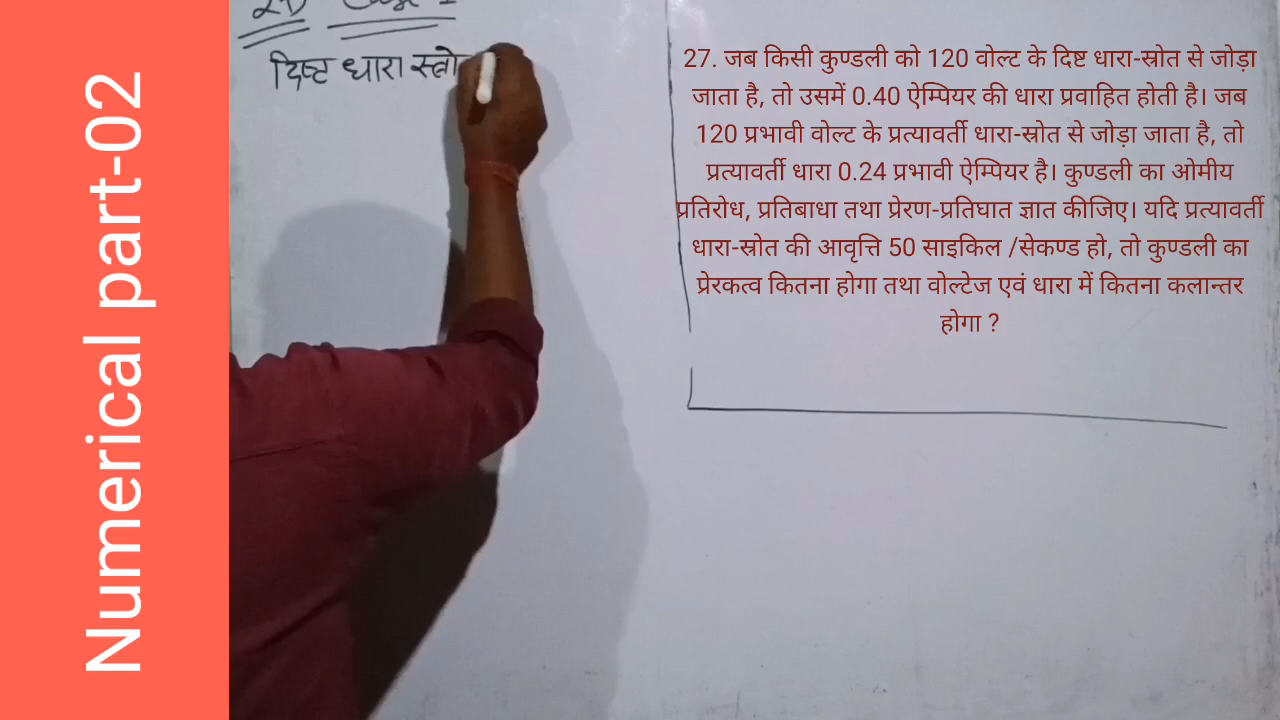 Numerical part-02
दिष्ट धारा स्त्रो
27. जब किसी कुण्डली को 120 वोल्ट के दिष्ट धारा-स्रोत से जोड़ा
जाता है, तो उसमें 0.40 ऐम्पियर की धारा प्रवाहित होती है। जब
120 प्रभावी वोल्ट के प्रत्यावर्ती धारा-स्रोत से जोड़ा जाता है, तो
प्रत्यावर्ती धारा 0.24 प्रभावी ऐम्पियर है। कुण्डली का ओमीय
प्रतिरोध, प्रतिबाधा तथा प्रेरण-प्रतिघात ज्ञात कीजिए। यदि प्रत्यावर्ती
धारा-स्रोत की आवृत्ति 50 साइकिल /सेकण्ड हो, तो कुण्डली का
प्रेरकत्व कितना होगा तथा वोल्टेज एवं धारा में कितना कलान्तर
होगा ?